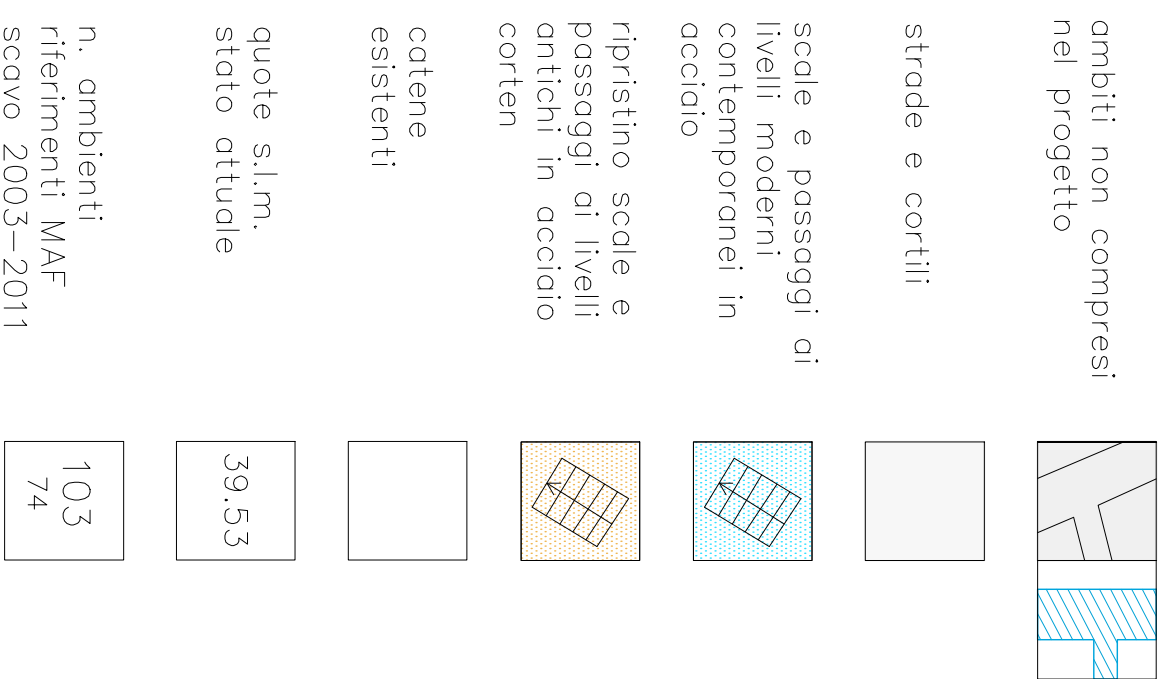 ambiti non compresi
nel progetto
strade e cortili
scale e passaggi ai
livelli moderni
contemporanei in
acciaio
ripristino scale e
passaggi ai livelli
antichi in acciaio
corten
catene
esistenti
quote s.l.m.
stato attuale
39.53
n. ambienti
riferimenti MAF
scavo 2003-2011
103
74